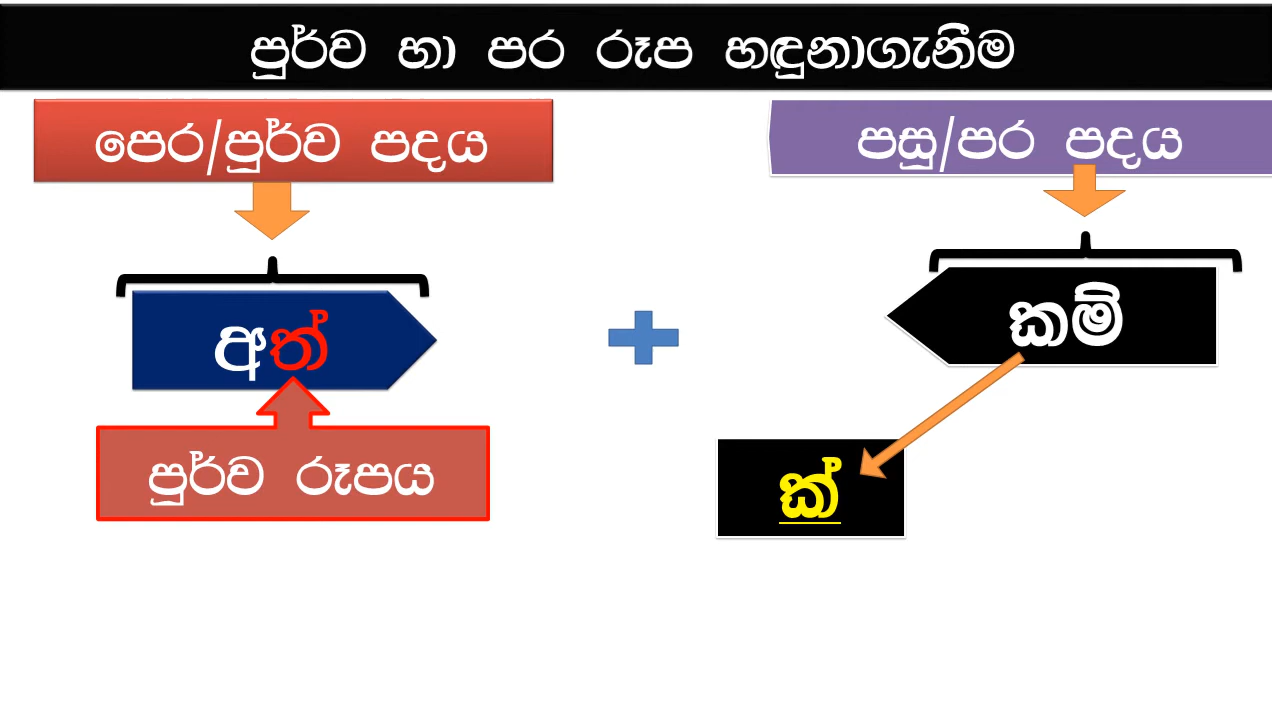 පූර්ව හා පර රූප හඳුනාගැනීම
පෙර/පූර්ව පදය
පසු/පර පදය
අත්
කම්
පූර්ව රූපය
ක්